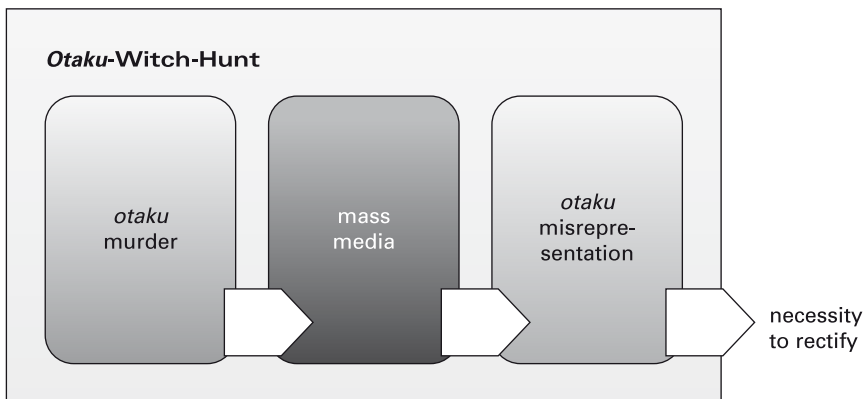 Otaku-Witch-Hunt
otaku
murder
mass
media
otaku
misrepre-
sentation
necessity
to rectify